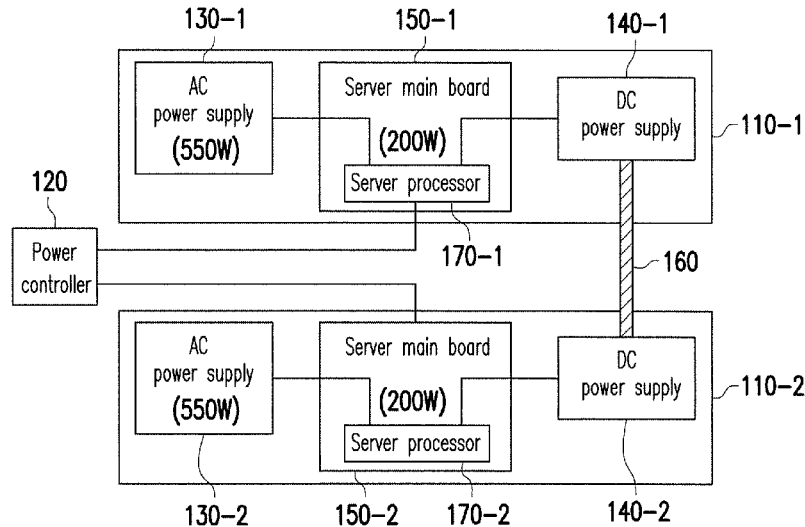 130-1
150-1
140-1
AC
power supply
(550W)
Server main board
(200W)
Server processor
DC
power supply
110-1
120
Power
controller
170-1
160
AC
power supply
(550W)
Server main board
(200W)
Server processor
DC
power supply
110-2
130-2
150-2
170-2
140-2